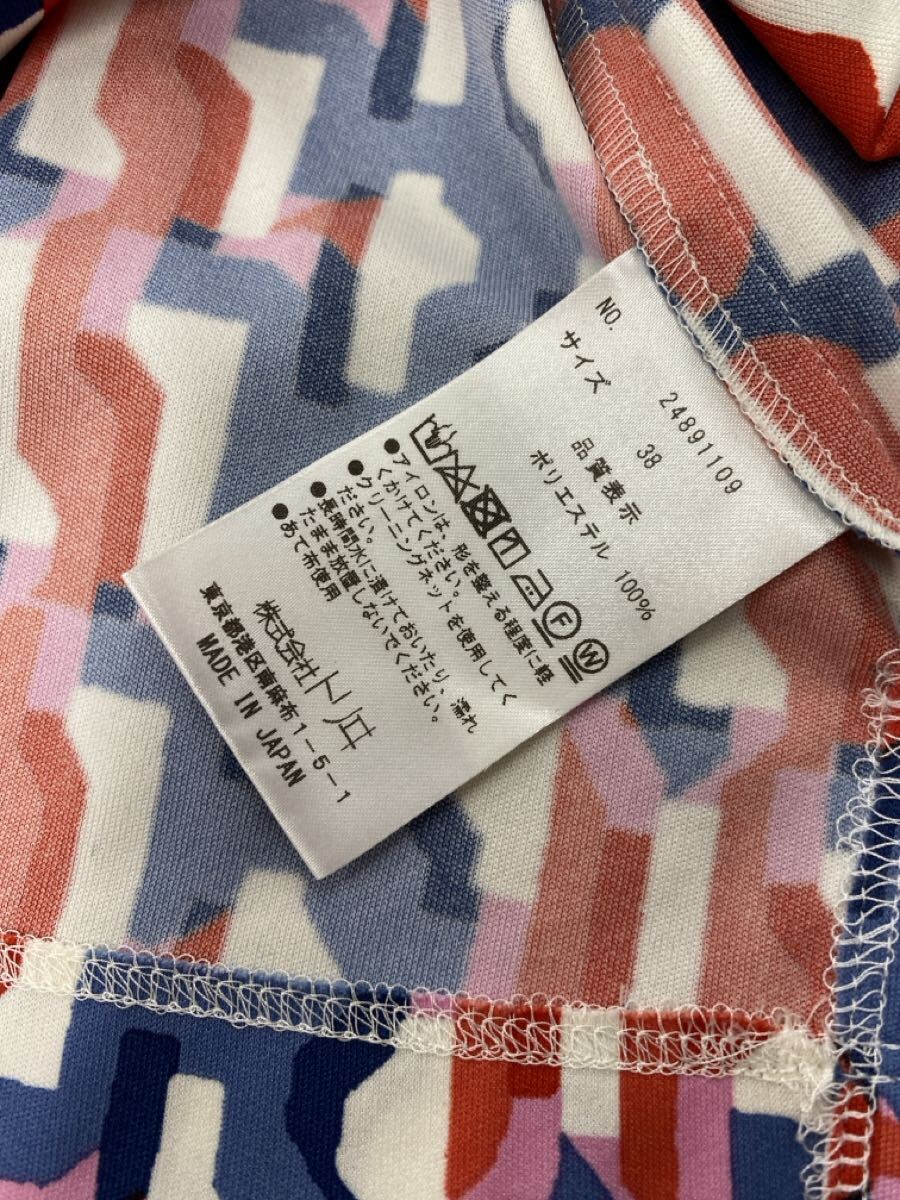 NO. 24891109
サイズ 38
品質表示
ポリエステル 100%
F
W
●アイロンは、形を整える程度に軽
くかけてください。
●クリーニングネットを使用してく
ださい。
●長時間水に漬けておいたり、濡れ
たまま放置しないでください。
●あて布使用
株式会社トリヰ
東京都港区南麻布1-5-1
MADE IN JAPAN